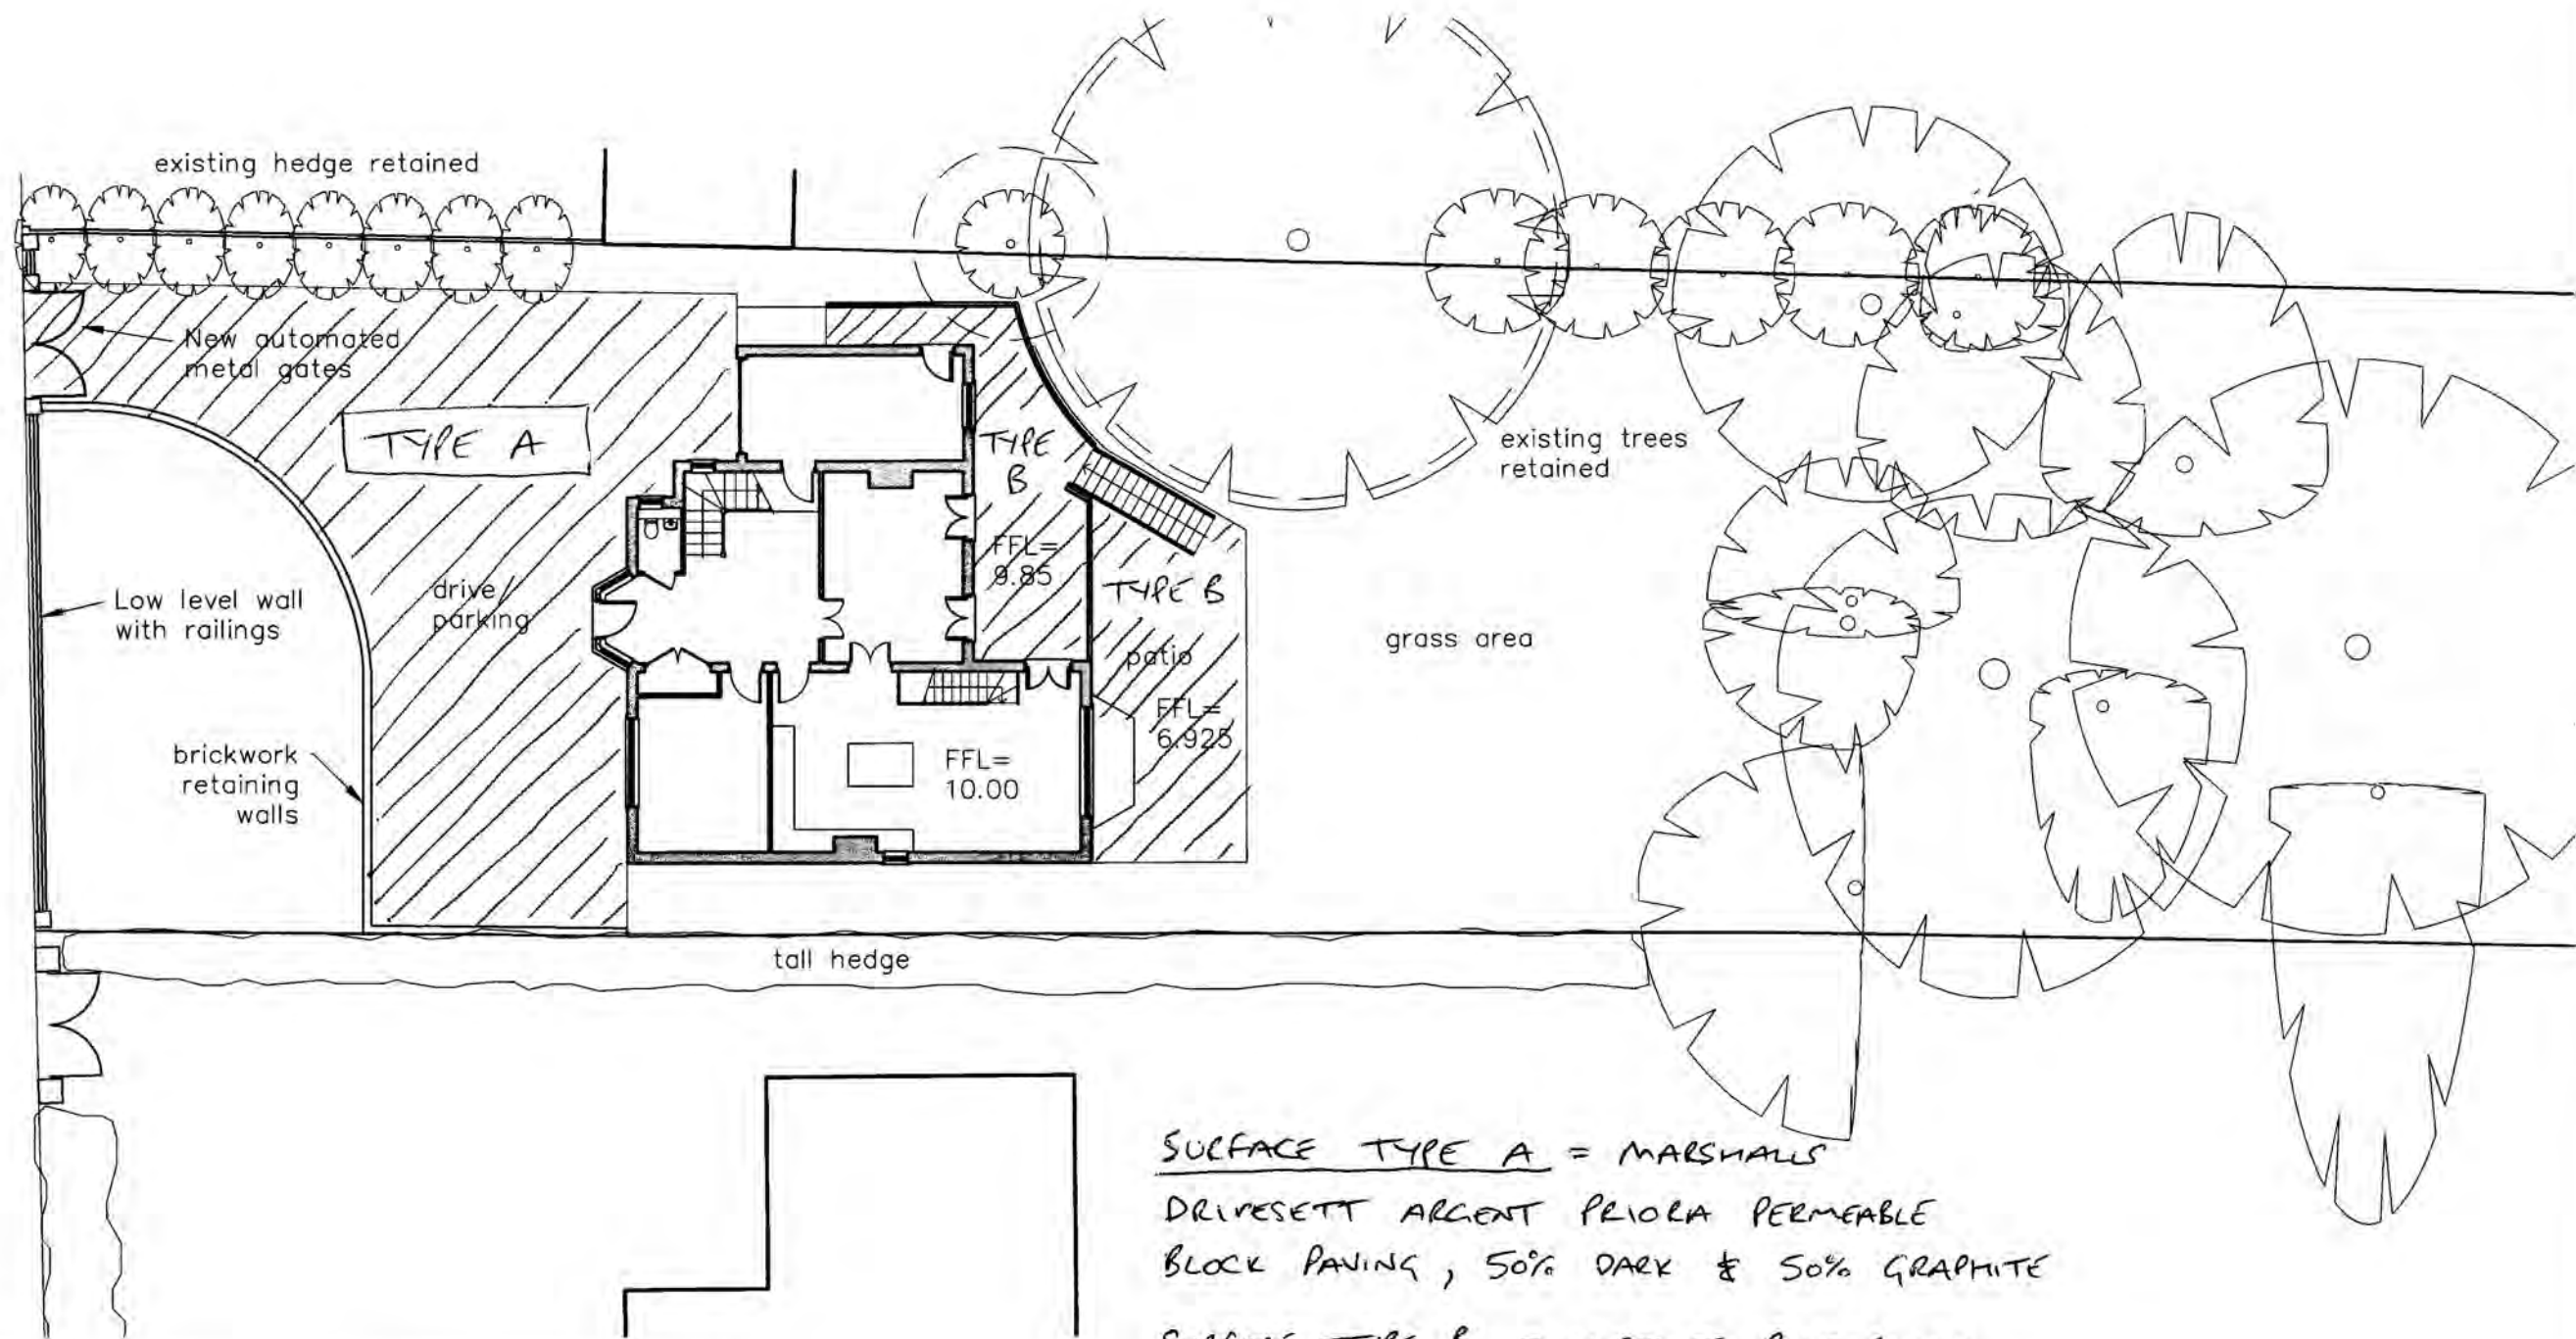 existing hedge retained
New automated
metal gates
TYPE A
Low level wall
with railings
drive/
parking
brickwork
retaining
walls
TYPE
B
FFL=
9.85
TYPE B
patio
FFL=
6.925
FFL=
10.00
existing trees
retained
grass area
tall hedge
SURFACE TYPE A = MARSHALLS
DRIVESETT ARGENT PRIORA PERMEABLE
BLOCK PAVING, 50% DARK & 50% GRAPHITE
SURFACE TYPE B